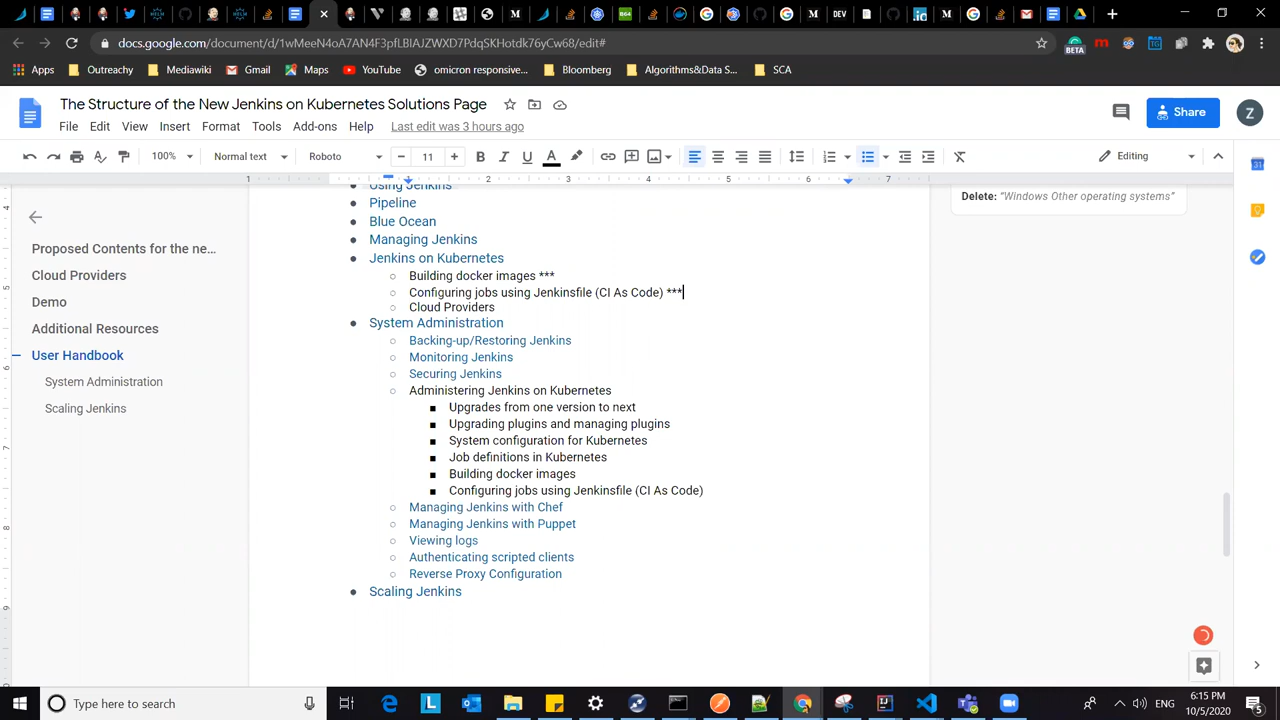 docs.google.com/document/d/1wMeeN4oA7AN4F3pfLBIAJZWXD7PdqSKHotdk76yCw68/edit#
Apps Outreachy Mediawiki Gmail Maps YouTube omicron responsive... Bloomberg Algorithms&Data S... SCA
The Structure of the New Jenkins on Kubernetes Solutions Page
Share
Z
File Edit View Insert Format Tools Add-ons Help Last edit was 3 hours ago
100% Normal text Roboto 11 B I U A Editing
1 1 2 3 4 5 6 7
Using Jenkins
Delete: “Windows Other operating systems”
Pipeline
Blue Ocean
Managing Jenkins
Jenkins on Kubernetes
Building docker images ***
Configuring jobs using Jenkinsfile (CI As Code) ***
Cloud Providers
System Administration
Backing-up/Restoring Jenkins
Monitoring Jenkins
Securing Jenkins
Administering Jenkins on Kubernetes
Upgrades from one version to next
Upgrading plugins and managing plugins
System configuration for Kubernetes
Job definitions in Kubernetes
Building docker images
Configuring jobs using Jenkinsfile (CI As Code)
Managing Jenkins with Chef
Managing Jenkins with Puppet
Viewing logs
Authenticating scripted clients
Reverse Proxy Configuration
Scaling Jenkins
Proposed Contents for the ne...
Cloud Providers
Demo
Additional Resources
User Handbook
System Administration
Scaling Jenkins
Type here to search
ENG
6:15 PM
10/5/2020